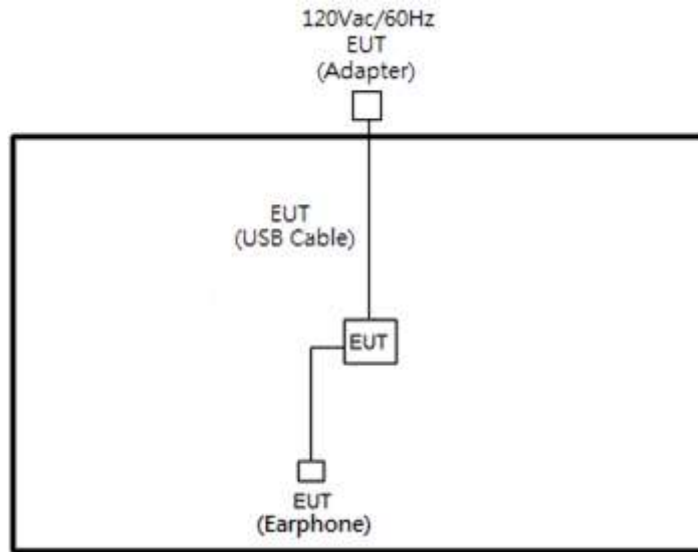 120Vac/60Hz
EUT
(Adapter)
EUT
(USB Cable)
EUT
EUT
(Earphone)